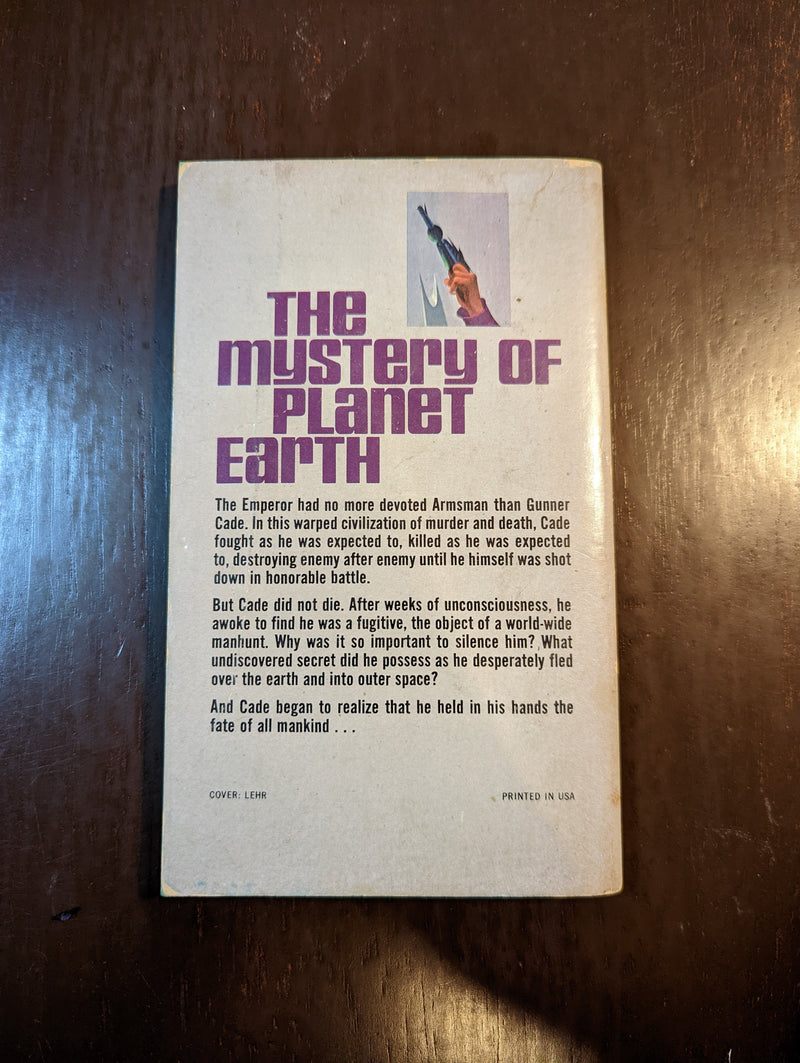 THE
mysTery OF
PLaneT
EarTH
The Emperor had no more devoted Armsman than Gunner
Cade. In this warped civilization of murder and death, Cade
fought as he was expected to, killed as he was expected
to, destroying enemy after enemy until he himself was shot
down in honorable battle.
But Cade did not die. After weeks of unconsciousness, he
awoke to find he was a fugitive, the object of a world-wide
manhunt. Why was it so important to silence him? What
undiscovered secret did he possess as he desperately fled
over the earth and into outer space?
And Cade began to realize that he held in his hands the
fate of all mankind . . .
COVER: LEHR
PRINTED IN USA